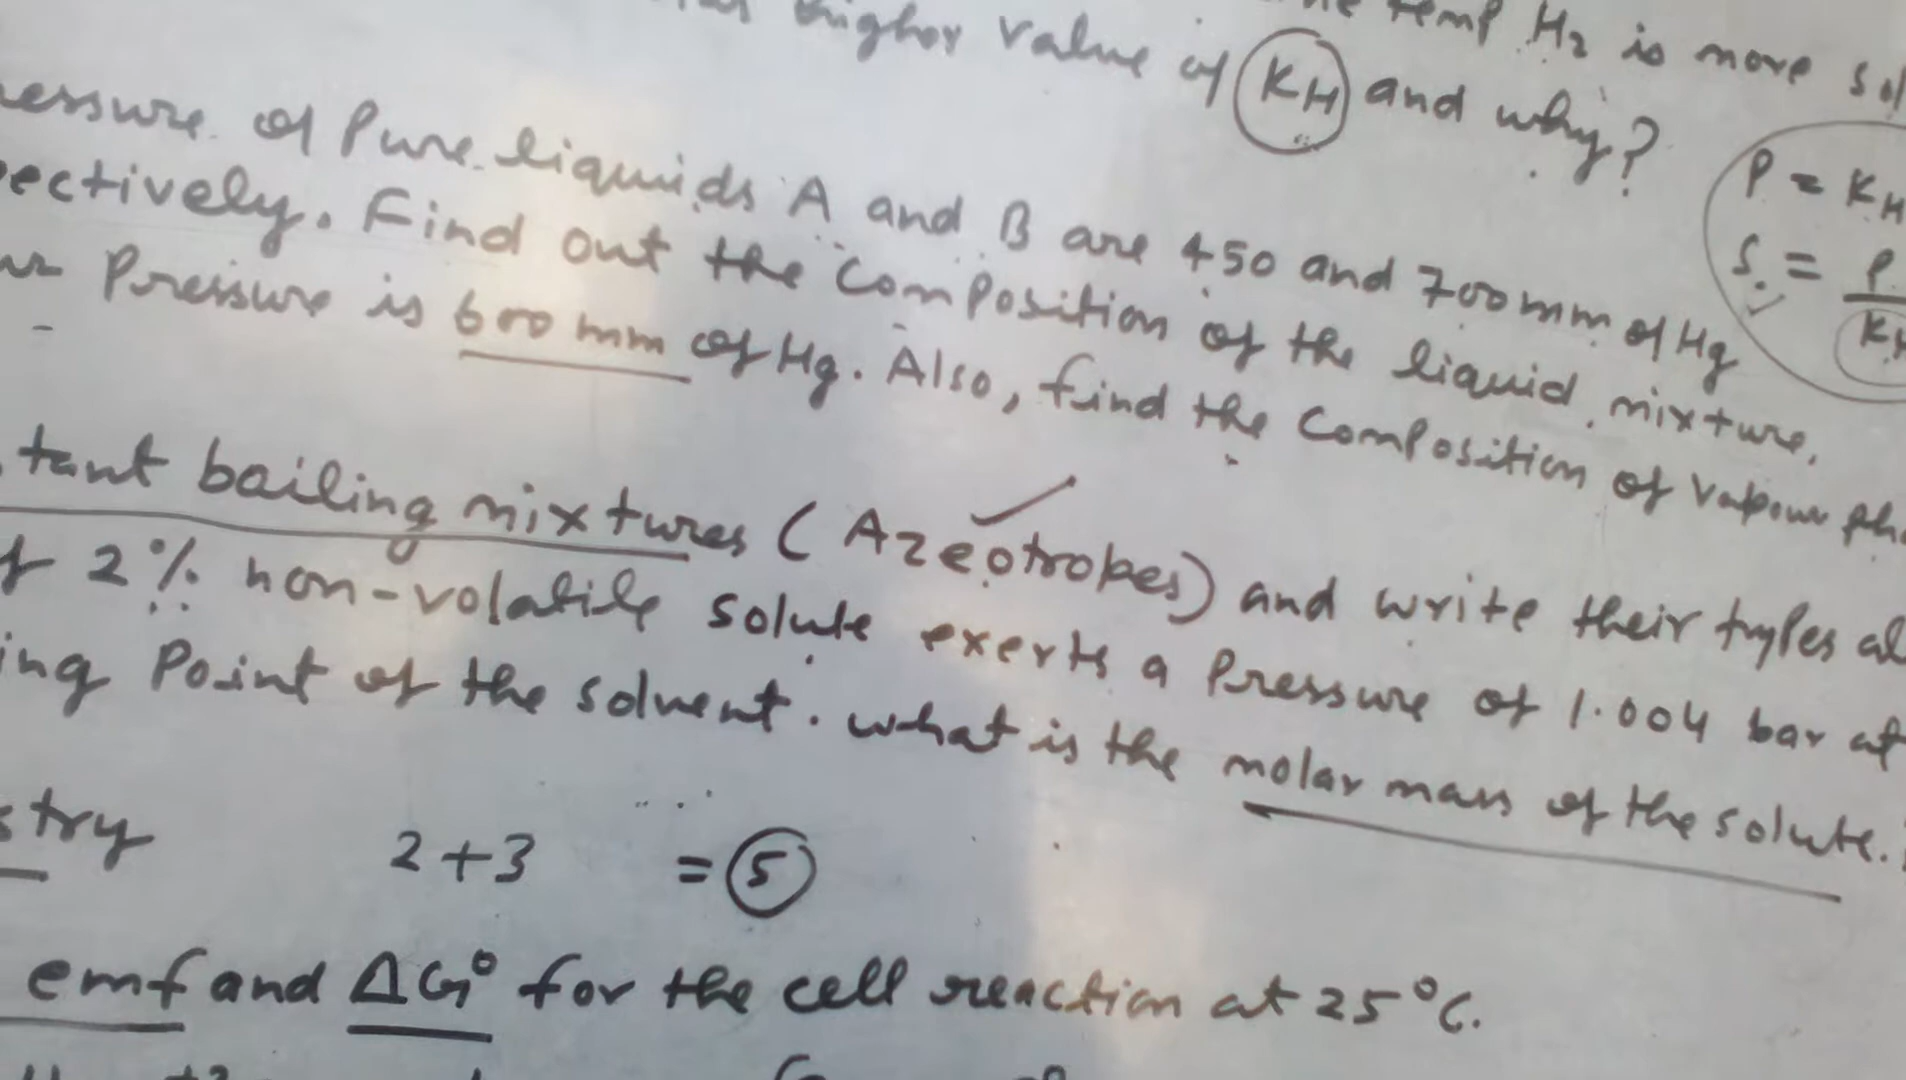 higher value of KH and why?
temp H2 is more sol
P = KH
S. = P
KH
essure of Pure liquids A and B are 450 and 700 mm of Hg
pectively. Find out the Composition of the liquid mixture,
Pressure is 600 mm of Hg. Also, find the Composition of Vapour ph
tant bailing mixtures (Azeotropes) and write their types al
f 2% non-volatile solute exerts a Pressure of 1.004 bar at
ing Point of the solvent. what is the molar mass of the solute.
stry 2+3 = 5
emf and ΔG° for the cell reaction at 25°C.